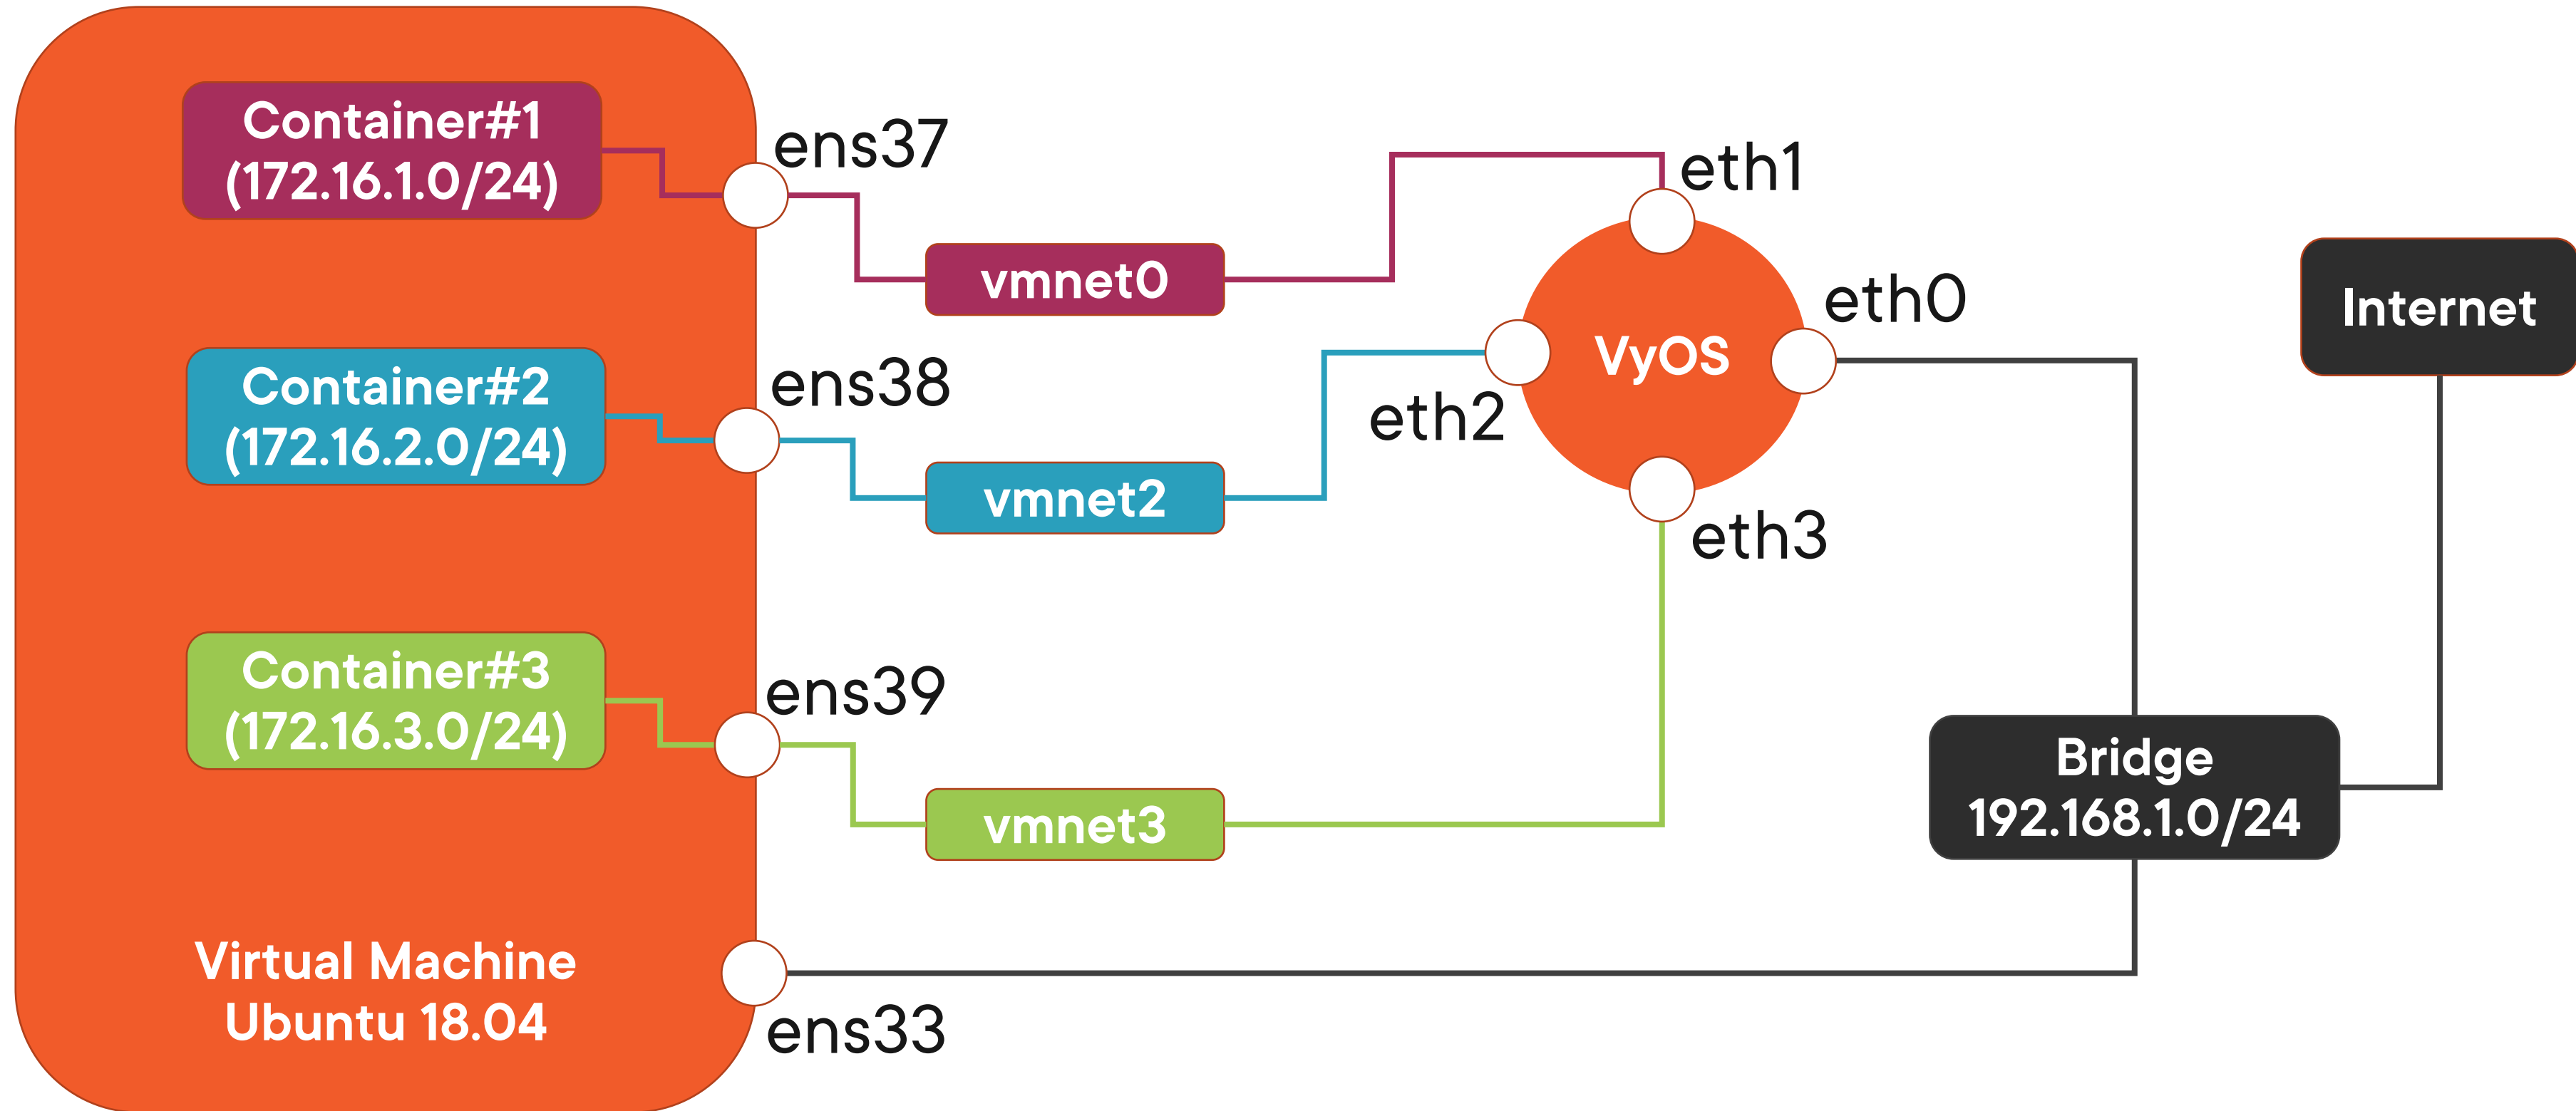 Container#1
(172.16.1.0/24)
ens37
vmnet0
eth1
eth0
Internet
Container#2
(172.16.2.0/24)
ens38
vmnet2
eth2
VyOS
eth3
Container#3
(172.16.3.0/24)
ens39
vmnet3
Bridge
192.168.1.0/24
Virtual Machine
Ubuntu 18.04
ens33